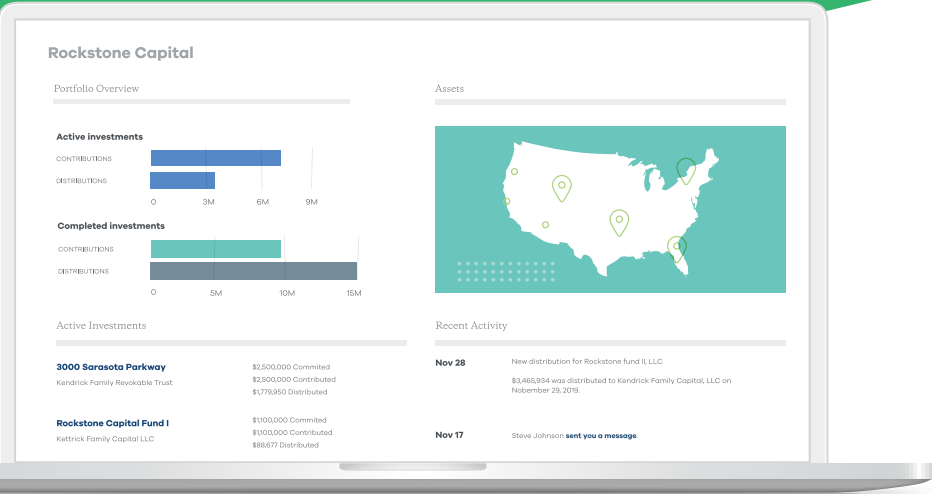 Rockstone Capital
Portfolio Overview
Active investments
CONTRIBUTIONS
DISTRIBUTIONS
0 3M 6M 9M
Completed investments
CONTRIBUTIONS
DISTRIBUTIONS
0 5M 10M 15M
Assets
Active Investments
3000 Sarasota Parkway
Kendrick Family Revokable Trust
$2,500,000 Commited
$2,500,000 Contributed
$1,779,950 Distributed
Rockstone Capital Fund I
Kettrick Family Capital LLC
$1,100,000 Commited
$1,100,000 Contributed
$88,677 Distributed
Recent Activity
Nov 28
New distribution for Rockstone fund II, LLC
$3,465,934 was distributed to Kendrick Family Capital, LLC on
Nobember 29, 2019.
Nov 17
Steve Johnson sent you a message.